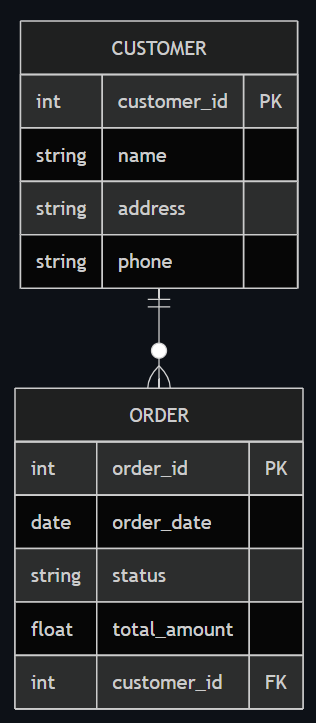 CUSTOMER
int customer_id PK
string name
string address
string phone
ORDER
int order_id PK
date order_date
string status
float total_amount
int customer_id FK